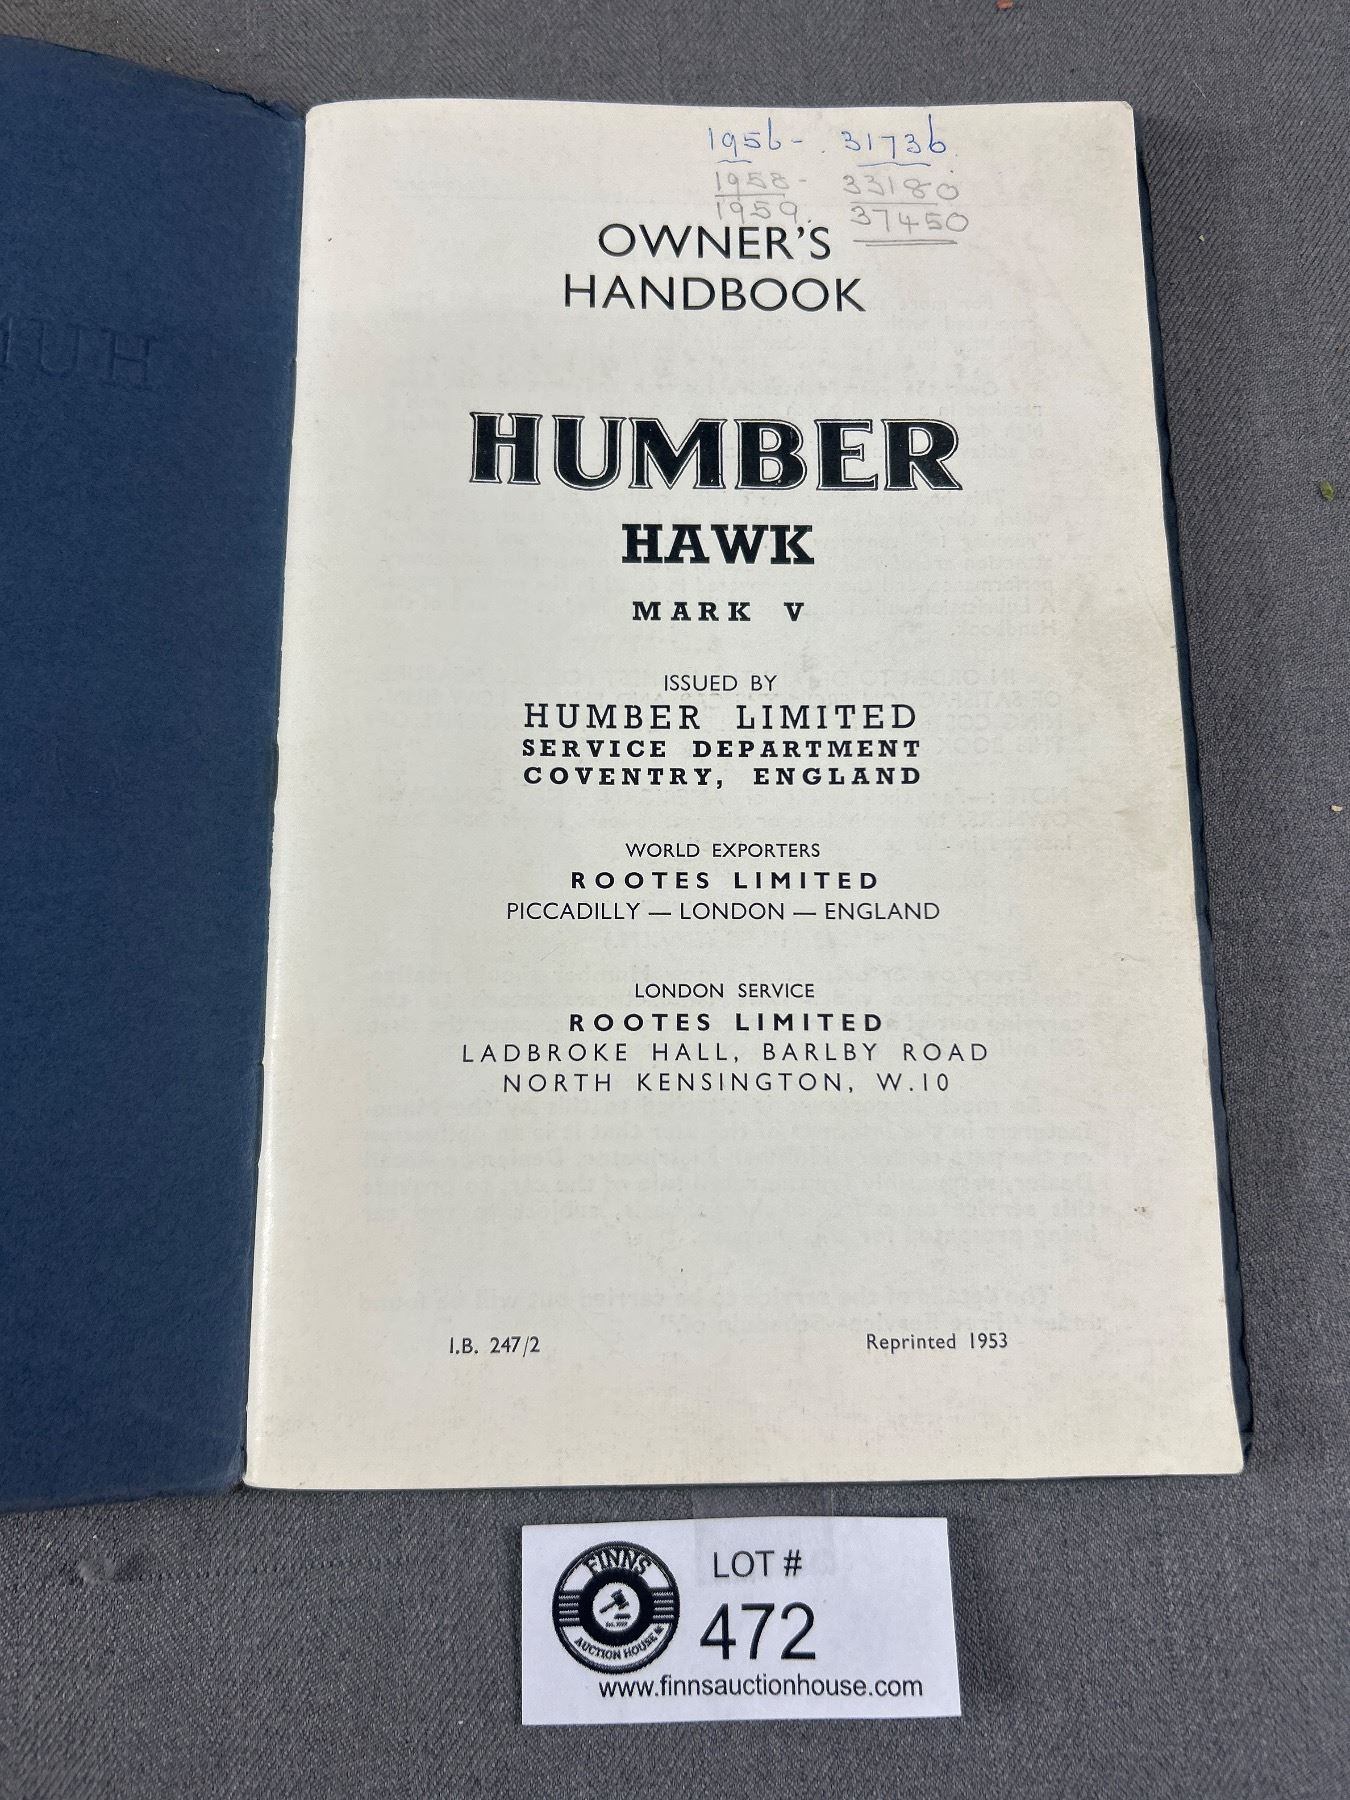 HUM
1956 - 31736
1958 - 33180
1959. 37450
OWNER'S
HANDBOOK
HUMBER
HAWK
MARK V
ISSUED BY
HUMBER LIMITED
SERVICE DEPARTMENT
COVENTRY, ENGLAND
WORLD EXPORTERS
ROOTES LIMITED
PICCADILLY — LONDON — ENGLAND
LONDON SERVICE
ROOTES LIMITED
LADBROKE HALL, BARLBY ROAD
NORTH KENSINGTON, W.10
I.B. 247/2 Reprinted 1953
FINNS
AUCTION HOUSE
LOT #
472
www.finnsauctionhouse.com